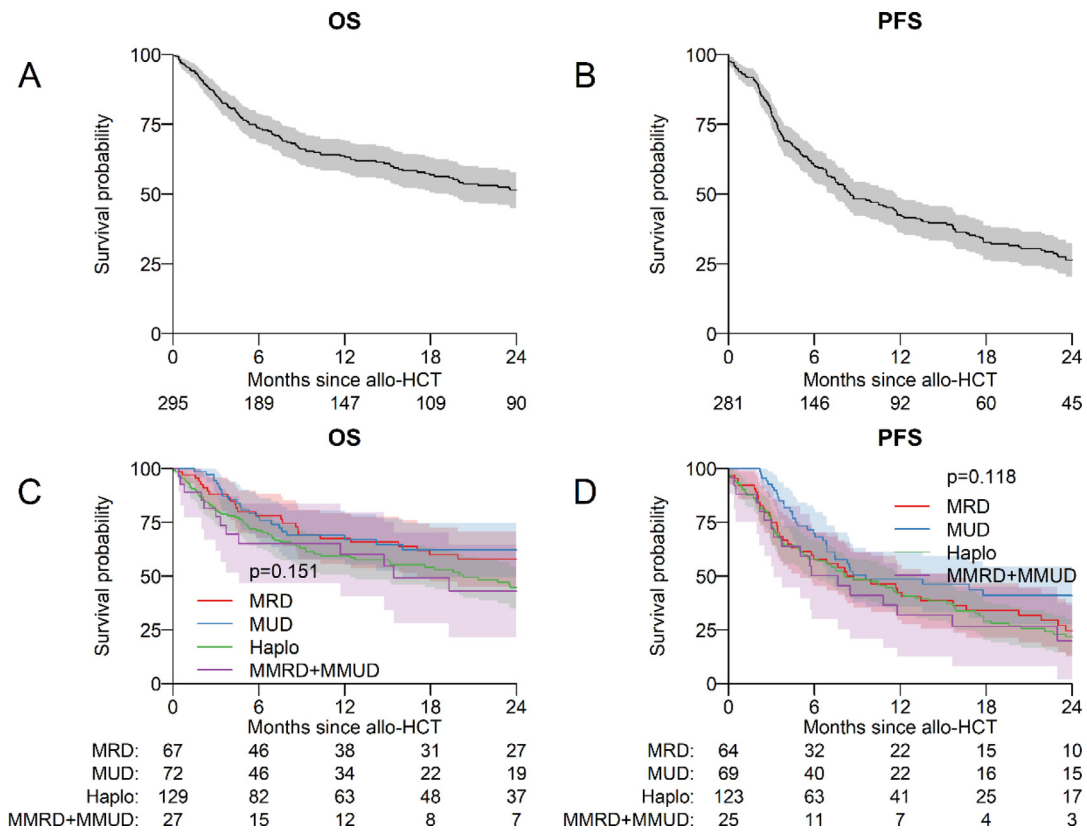 OS
A
Survival probability
100
75
50
25
0
0 6 12 18 24
Months since allo-HCT
295 189 147 109 90
PFS
B
Survival probability
100
75
50
25
0
0 6 12 18 24
Months since allo-HCT
281 146 92 60 45
OS
C
Survival probability
100
75
50
25
0
p=0.151
MRD
MUD
Haplo
MMRD+MMUD
0 6 12 18 24
Months since allo-HCT
MRD: 67 46 38 31 27
MUD: 72 46 34 22 19
Haplo: 129 82 63 48 37
MMRD+MMUD: 27 15 12 8 7
PFS
D
Survival probability
100
75
50
25
0
p=0.118
MRD
MUD
Haplo
MMRD+MMUD
0 6 12 18 24
Months since allo-HCT
MRD: 64 32 22 15 10
MUD: 69 40 22 16 15
Haplo: 123 63 41 25 17
MMRD+MMUD: 25 11 7 4 3